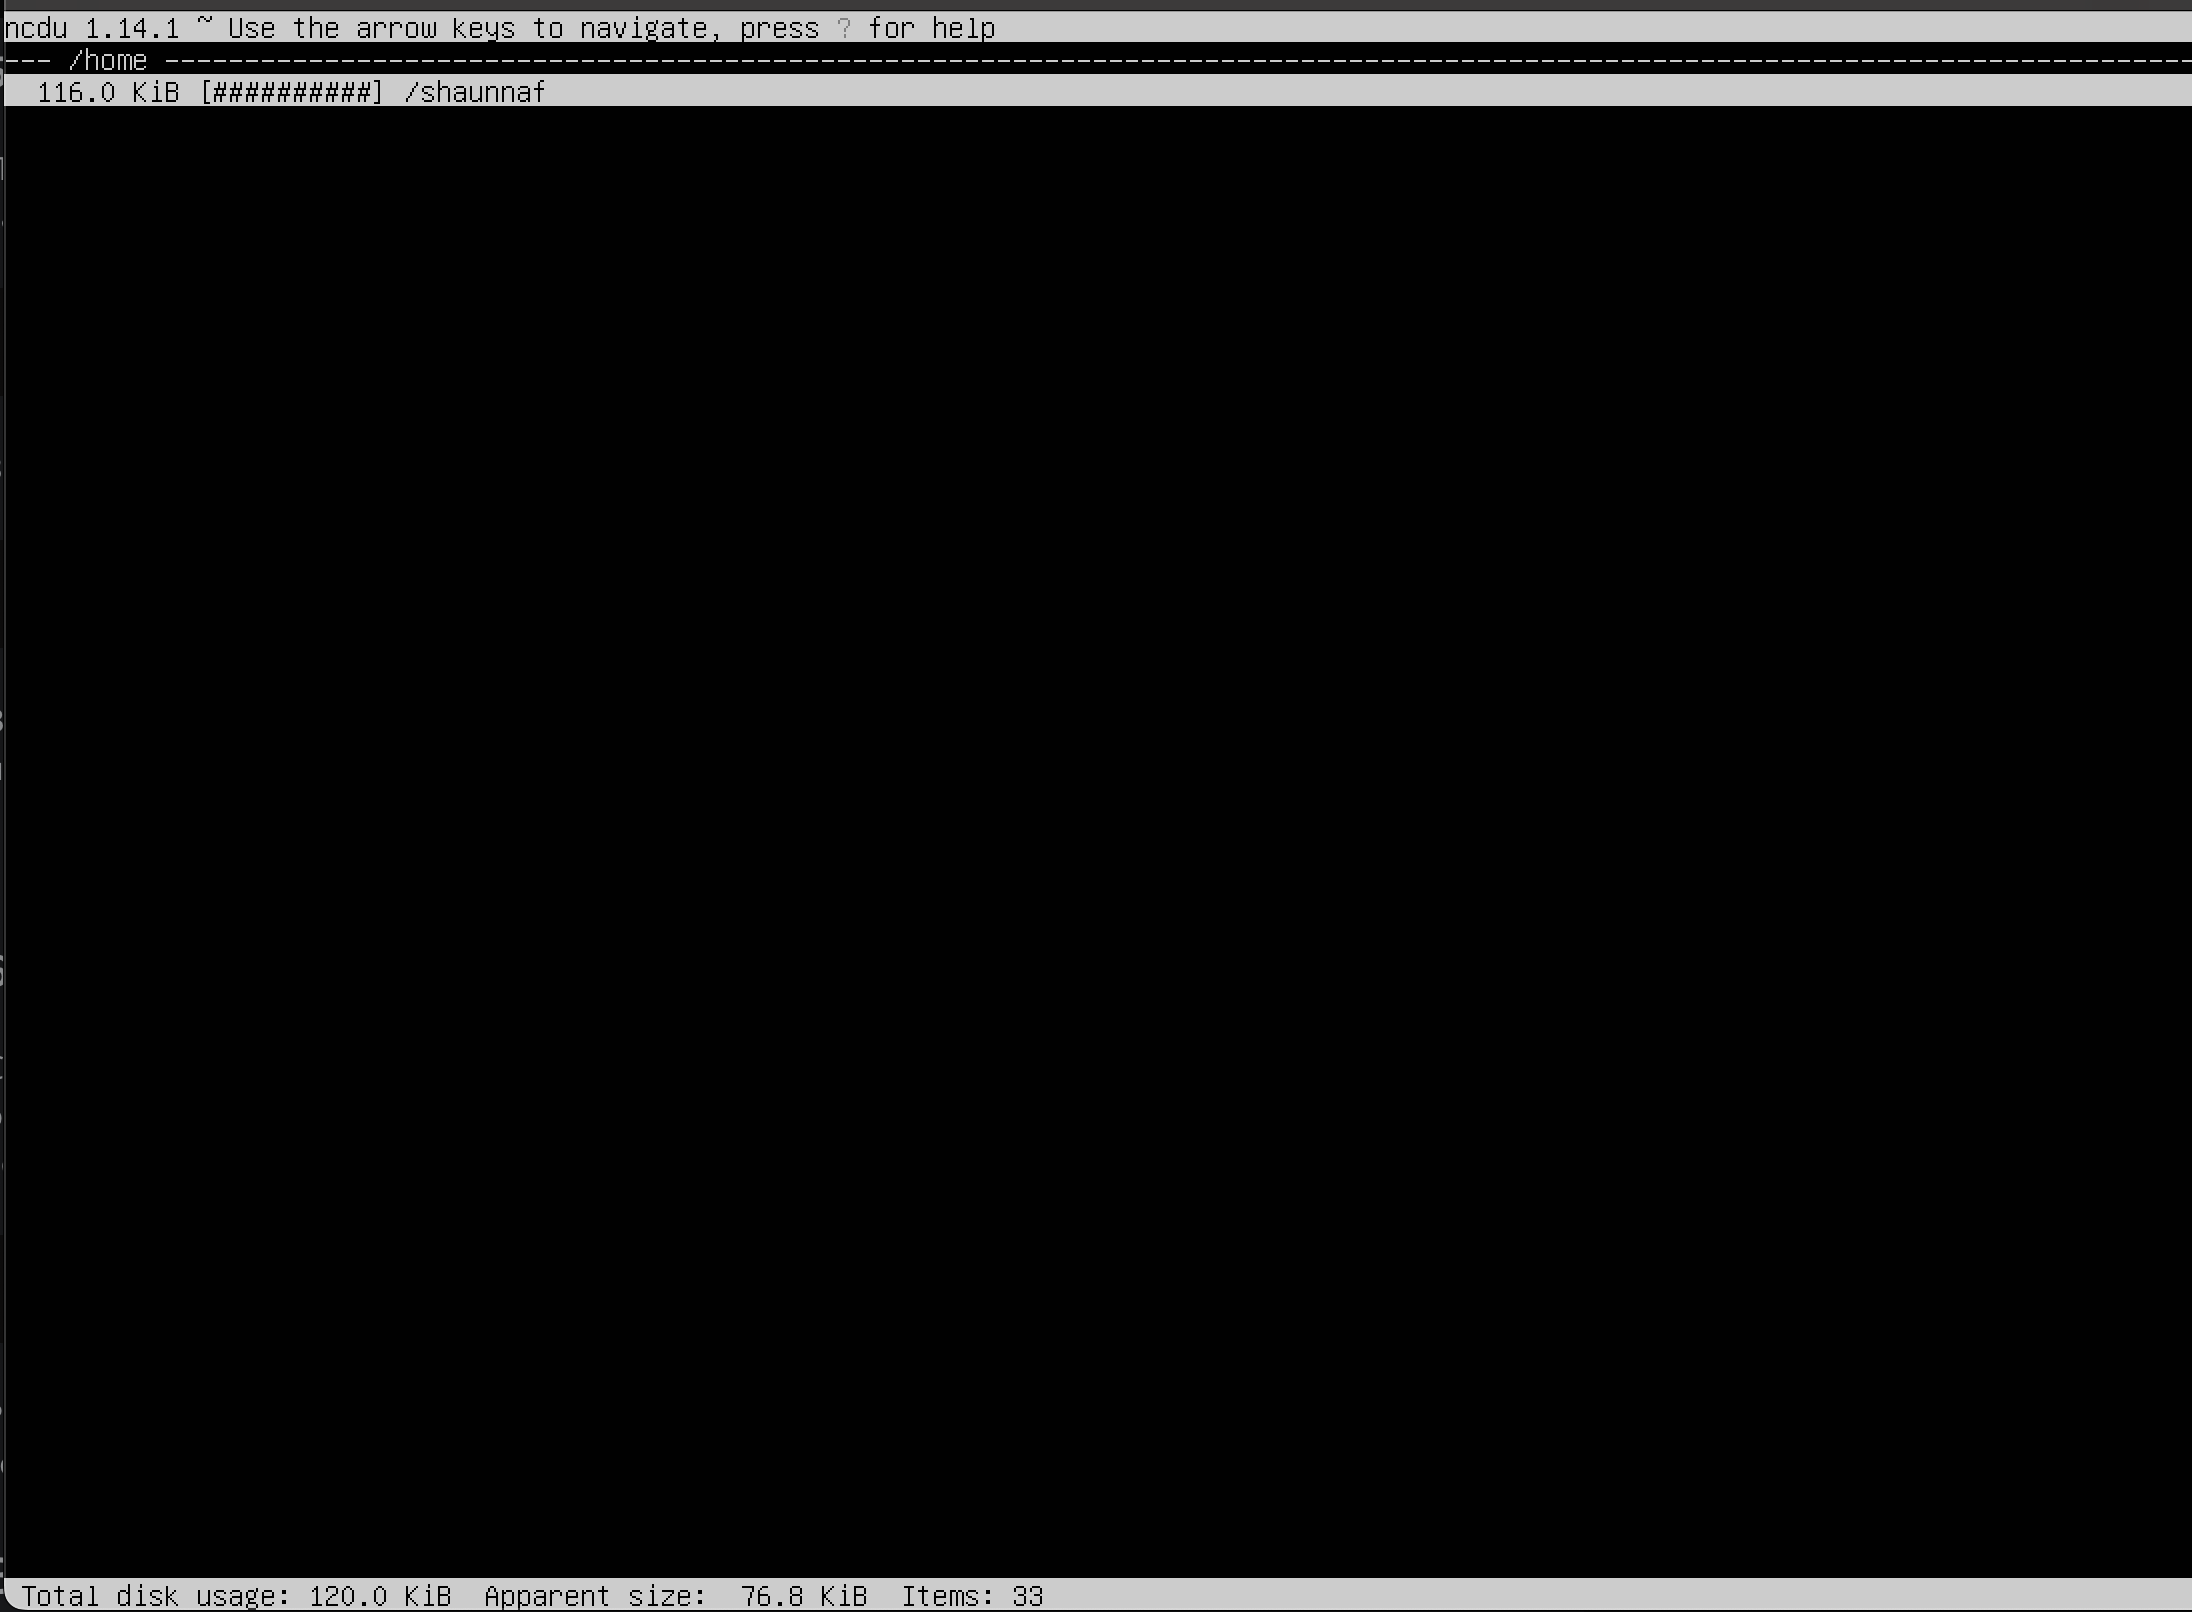 ncdu 1.14.1 ~ Use the arrow keys to navigate, press ? for help
--- /home -------------------------------------------------------------------------------------------------------------------------------
116.0 KiB [##########] /shaunnaf
Total disk usage: 120.0 KiB  Apparent size:  76.8 KiB  Items: 33